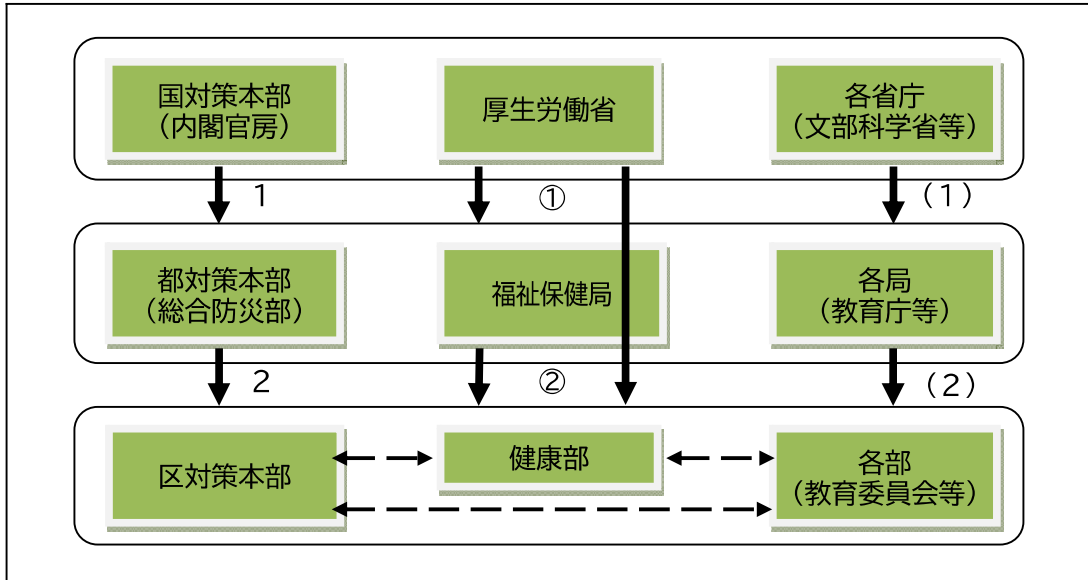 国対策本部
(内閣官房)
厚生労働省
各省庁
(文部科学省等)
1
①
(1)
都対策本部
(総合防災部)
福祉保健局
各局
(教育庁等)
2
②
(2)
区対策本部
健康部
各部
(教育委員会等)